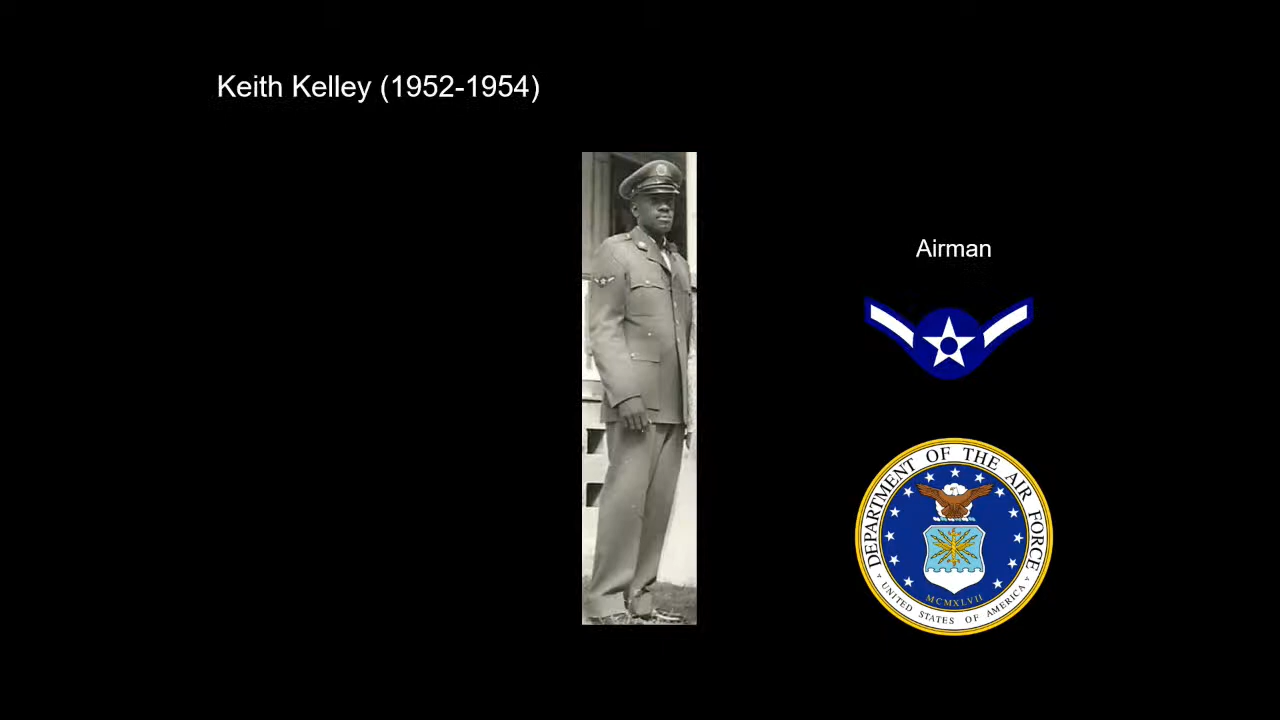 Keith Kelley (1952-1954)
Airman
DEPARTMENT OF THE AIR FORCE
MCMXLVII
UNITED STATES OF AMERICA